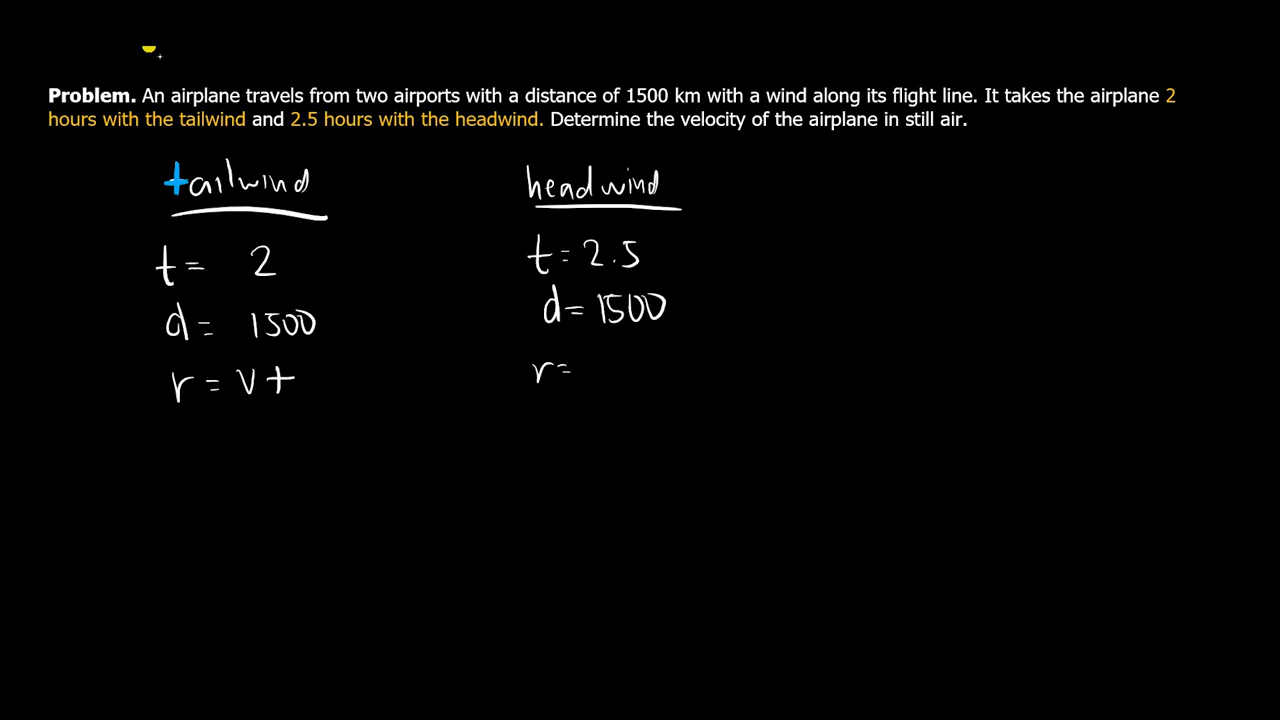 Problem. An airplane travels from two airports with a distance of 1500 km with a wind along its flight line. It takes the airplane 2
hours with the tailwind and 2.5 hours with the headwind. Determine the velocity of the airplane in still air.
tailwind
t = 2
d = 1500
r = v +
headwind
t = 2.5
d = 1500
r =